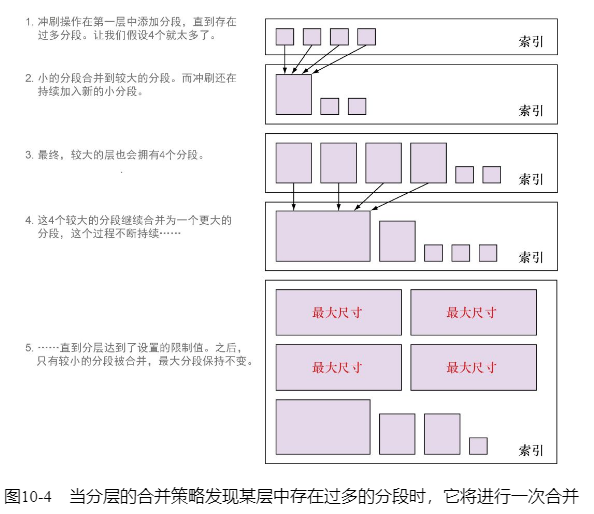 1. 冲刷操作在第一层中添加分段，直到存在
过多分段。让我们假设4个就太多了。
索引
2. 小的分段合并到较大的分段。而冲刷还在
持续加入新的小分段。
索引
3. 最终，较大的层也会拥有4个分段。
索引
4. 这4个较大的分段继续合并为一个更大的
分段，这个过程不断持续……
索引
最大尺寸 最大尺寸
5. ……直到分层达到了设置的限制值。之后，
只有较小的分段被合并，最大分段保持不变。
最大尺寸 最大尺寸
索引
图10-4 当分层的合并策略发现某层中存在过多的分段时，它将进行一次合并